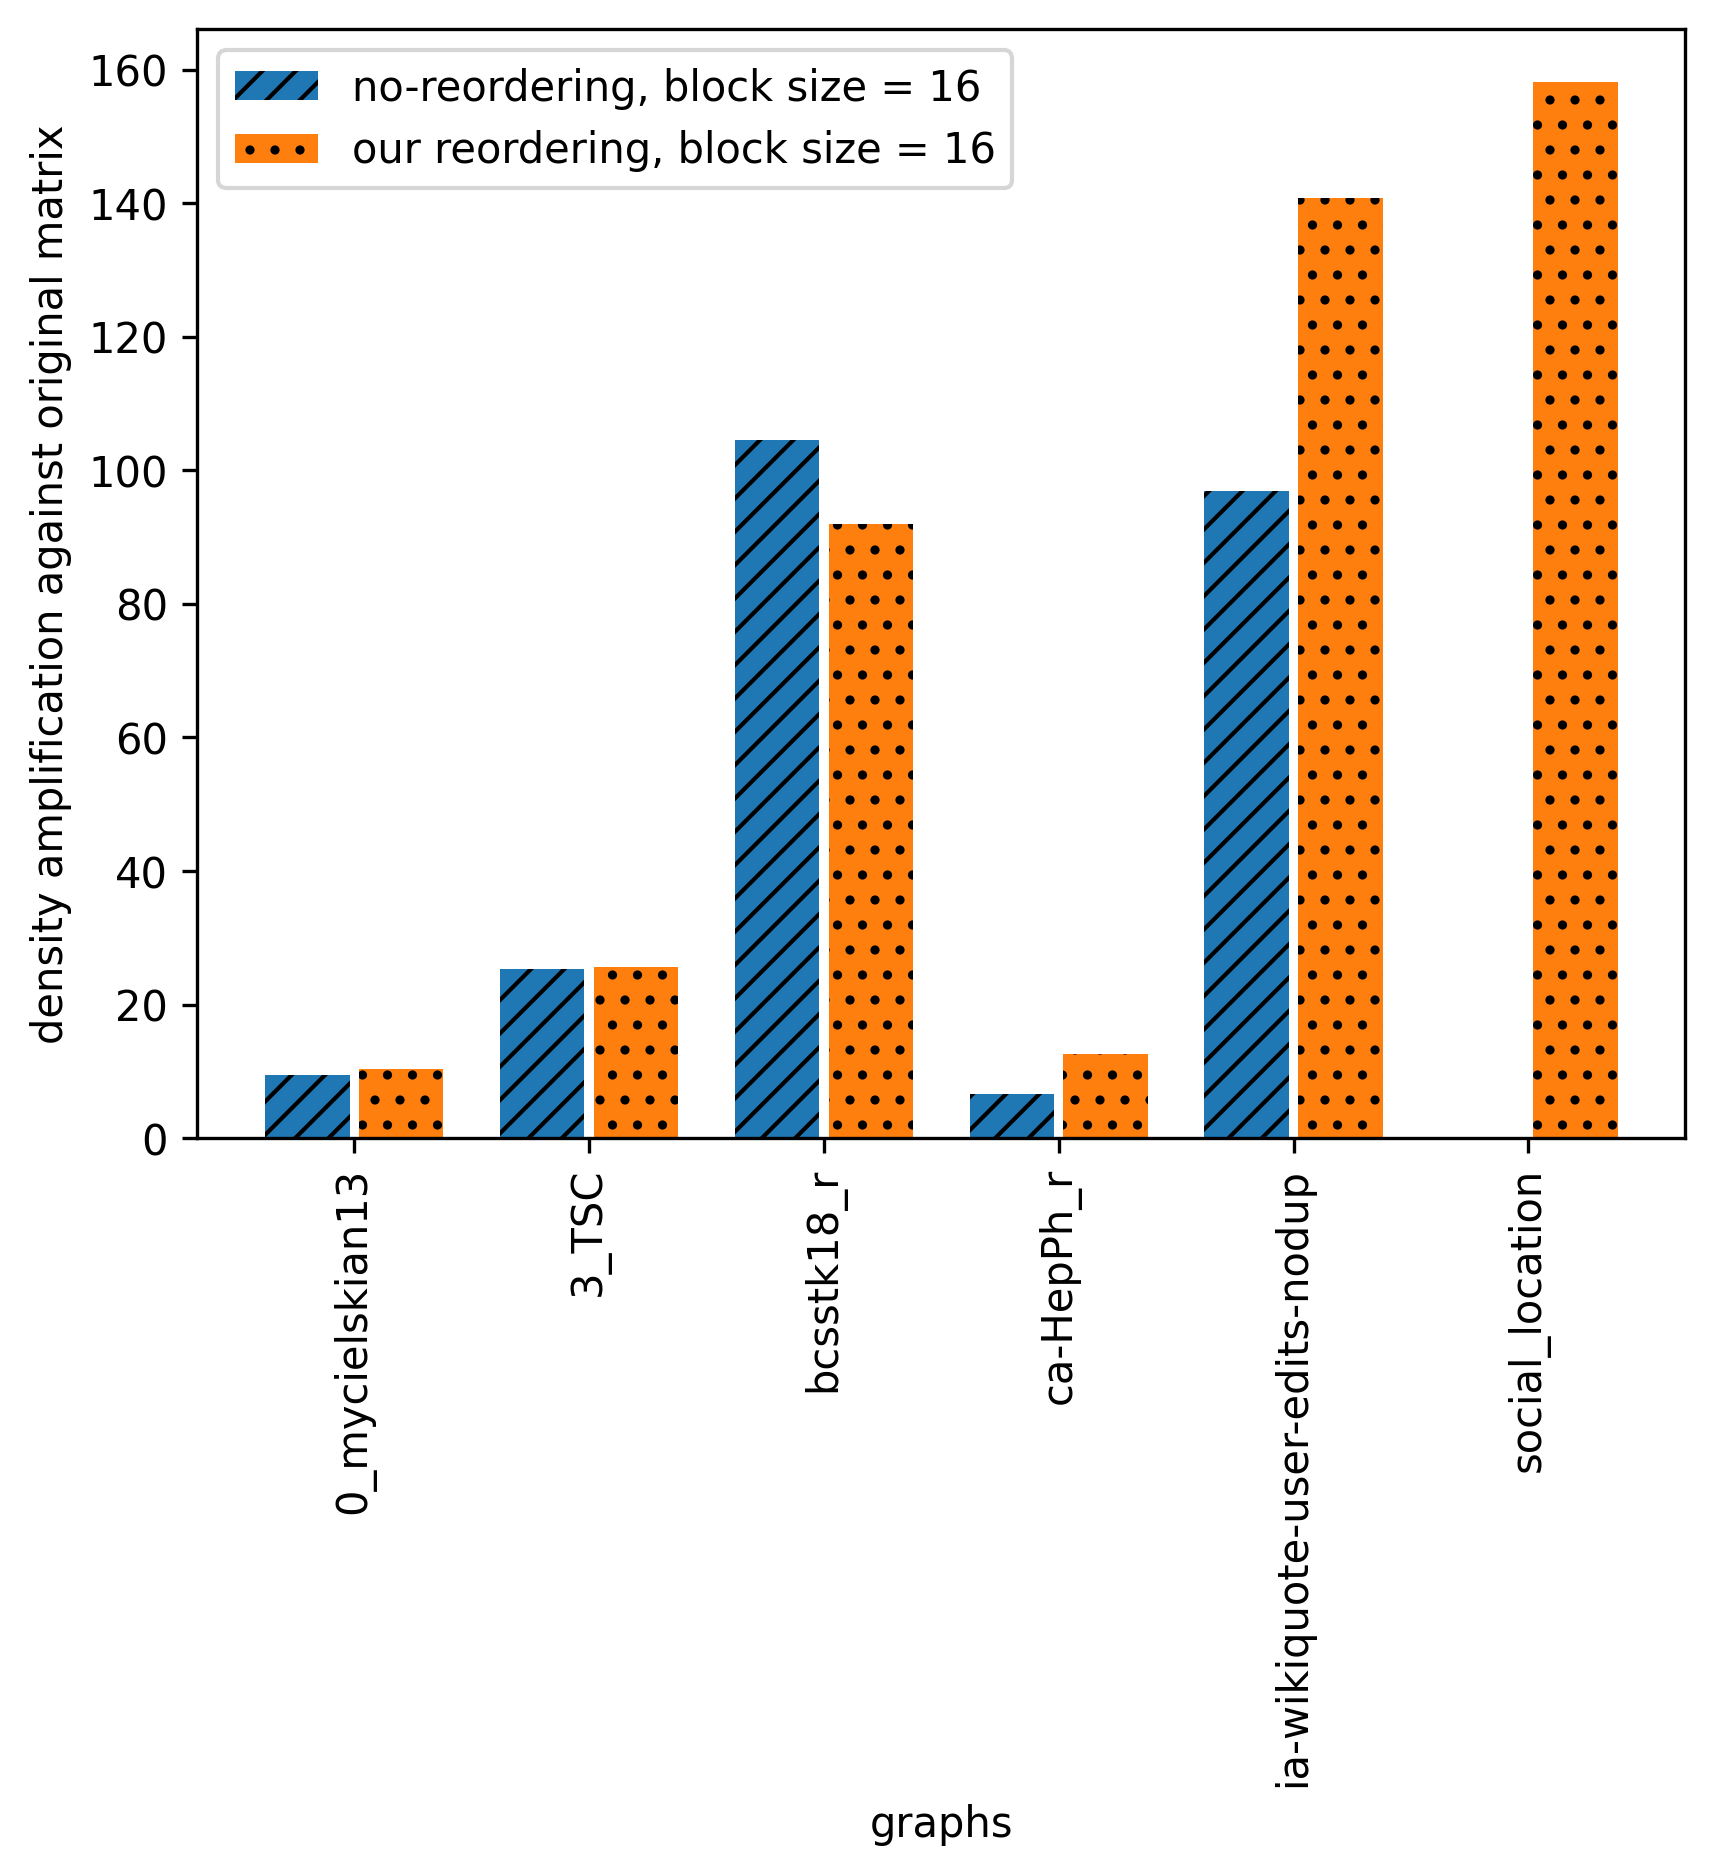 no-reordering, block size = 16
our reordering, block size = 16
density amplification against original matrix
160
140
120
100
80
60
40
20
0
0_mycielskian13
3_TSC
bcsstk18_r
ca-HepPh_r
ia-wikiquote-user-edits-nodup
social_location
graphs